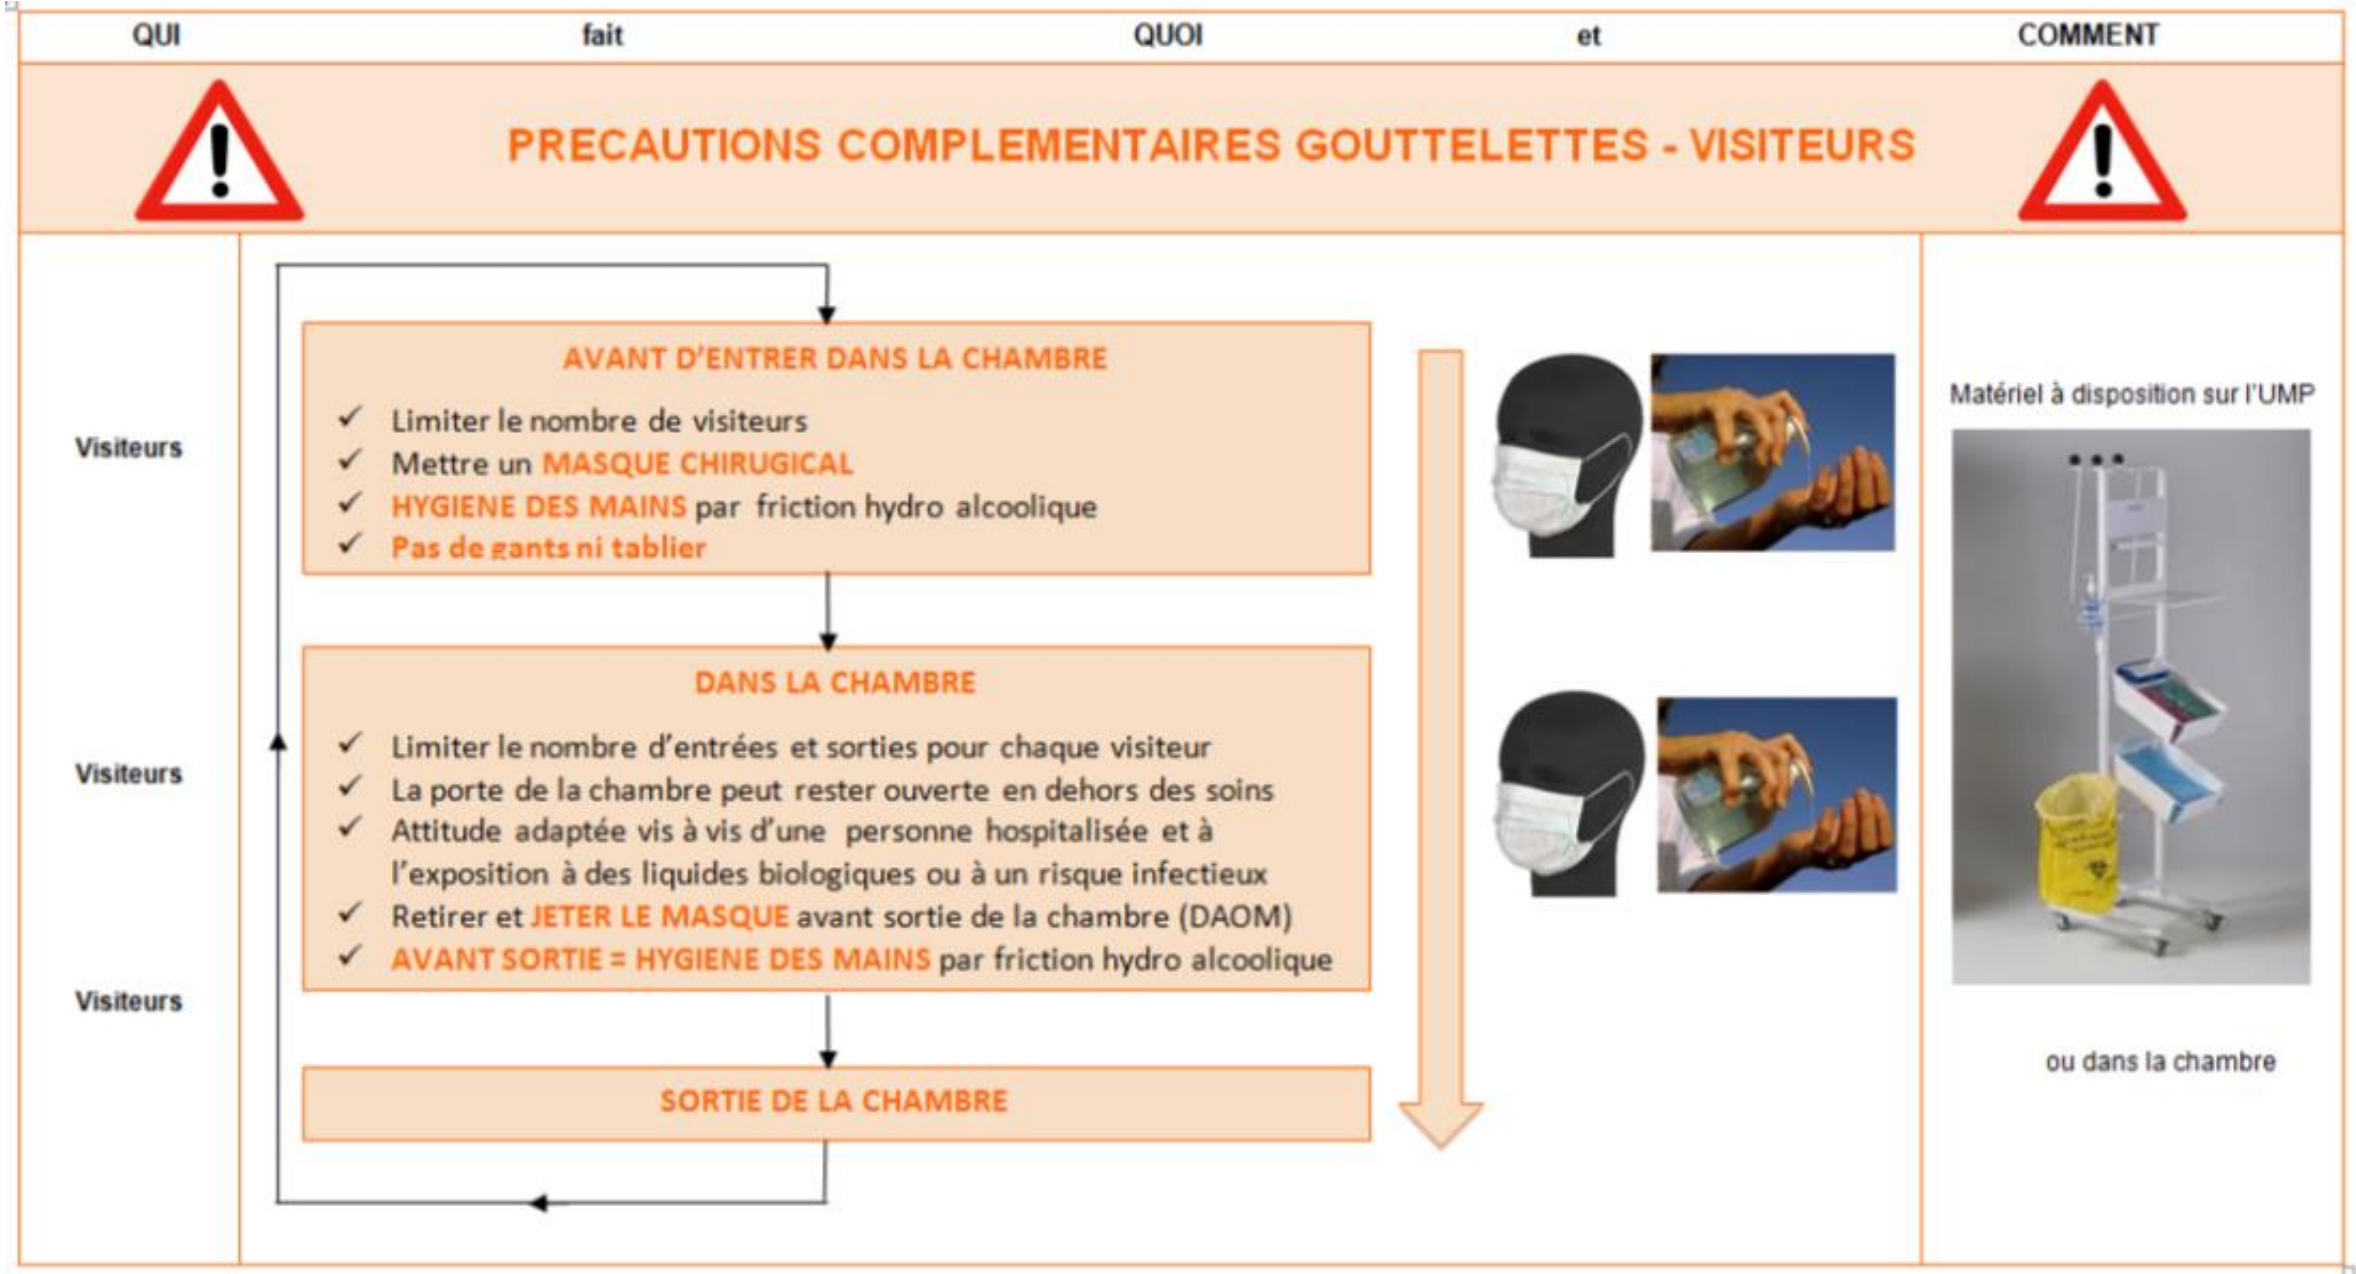 QUI fait QUOI et COMMENT
PRECAUTIONS COMPLEMENTAIRES GOUTTELETTES - VISITEURS
Visiteurs
AVANT D'ENTRER DANS LA CHAMBRE
✓ Limiter le nombre de visiteurs
✓ Mettre un MASQUE CHIRUGICAL
✓ HYGIENE DES MAINS par friction hydro alcoolique
✓ Pas de gants ni tablier
Visiteurs
DANS LA CHAMBRE
✓ Limiter le nombre d'entrées et sorties pour chaque visiteur
✓ La porte de la chambre peut rester ouverte en dehors des soins
✓ Attitude adaptée vis à vis d'une personne hospitalisée et à
l'exposition à des liquides biologiques ou à un risque infectieux
✓ Retirer et JETER LE MASQUE avant sortie de la chambre (DAOM)
✓ AVANT SORTIE = HYGIENE DES MAINS par friction hydro alcoolique
Visiteurs
SORTIE DE LA CHAMBRE
Matériel à disposition sur l'UMP
ou dans la chambre